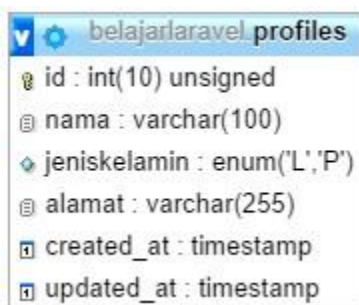 v belajarlaravel profiles
id : int(10) unsigned
nama : varchar(100)
jeniskelamin : enum('L','P')
alamat : varchar(255)
created_at : timestamp
updated_at : timestamp